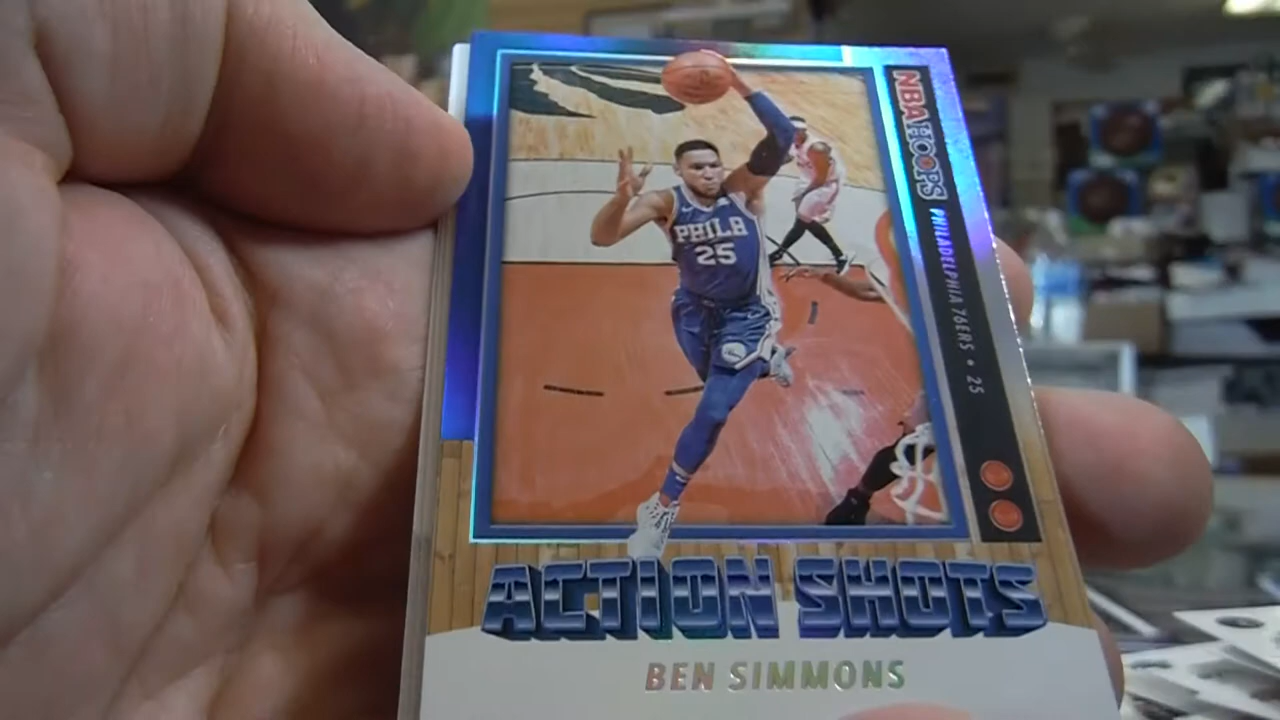 NBA HOOPS PHILADELPHIA 76ERS • 25
PHILA
25
ACTION SHOTS
BEN SIMMONS